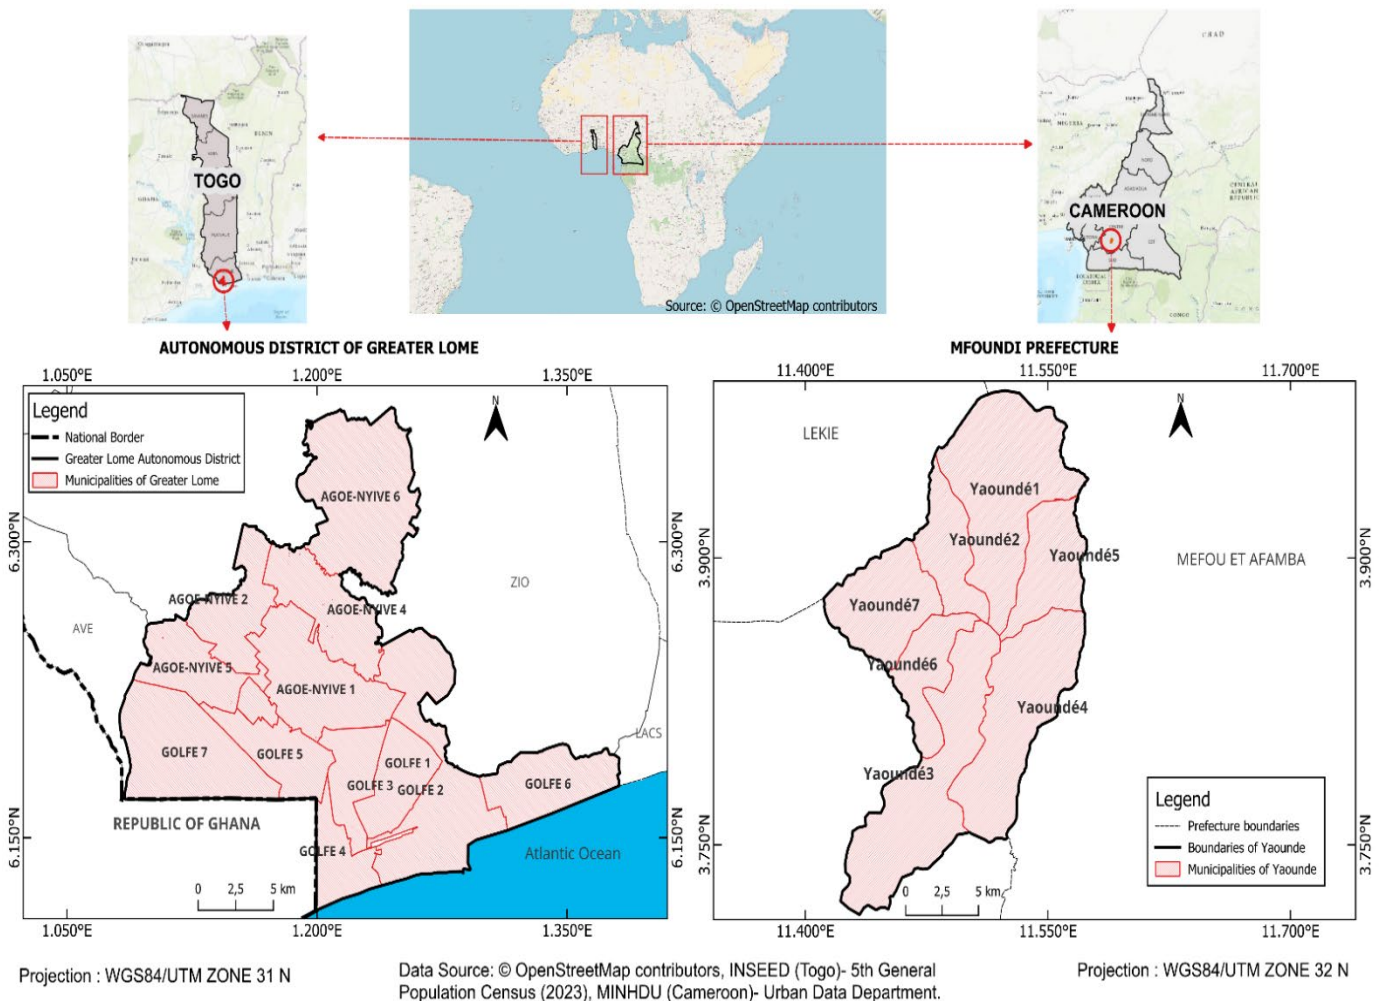 CHAD
BENIN
NIGERIA
TOGO
CENTRAL
AFRICAN
REPUBLIC
CAMEROON
CONGO
Source: © OpenStreetMap contributors
AUTONOMOUS DISTRICT OF GREATER LOME
MFOUNDI PREFECTURE
1.050°E 1.200°E 1.350°E
11.400°E 11.550°E 11.700°E
Legend
National Border
Greater Lome Autonomous District
Municipalities of Greater Lome
N
AGOE-NYIVE 6
6.300°N
6.300°N
ZIO
AGOE-NYIVE 2
AGOE-NYIVE 4
AVE
AGOE-NYIVE 5
AGOE-NYIVE 1
LACS
GOLFE 7
GOLFE 5
GOLFE 1
GOLFE 3
GOLFE 2
GOLFE 6
REPUBLIC OF GHANA
6.150°N
6.150°N
GOLFE 4
Atlantic Ocean
0 2,5 5 km
1.050°E 1.200°E 1.350°E
N
LEKIE
Yaoundé1
Yaoundé2
Yaoundé5
3.900°N
3.900°N
MEFOU ET AFAMBA
Yaoundé7
Yaoundé6
Yaoundé4
Yaoundé3
Legend
Prefecture boundaries
Boundaries of Yaounde
Municipalities of Yaounde
3.750°N
3.750°N
0 2,5 5 km
11.400°E 11.550°E 11.700°E
Projection : WGS84/UTM ZONE 31 N
Data Source: © OpenStreetMap contributors, INSEED (Togo)- 5th General
Population Census (2023), MINHDU (Cameroon)- Urban Data Department.
Projection : WGS84/UTM ZONE 32 N